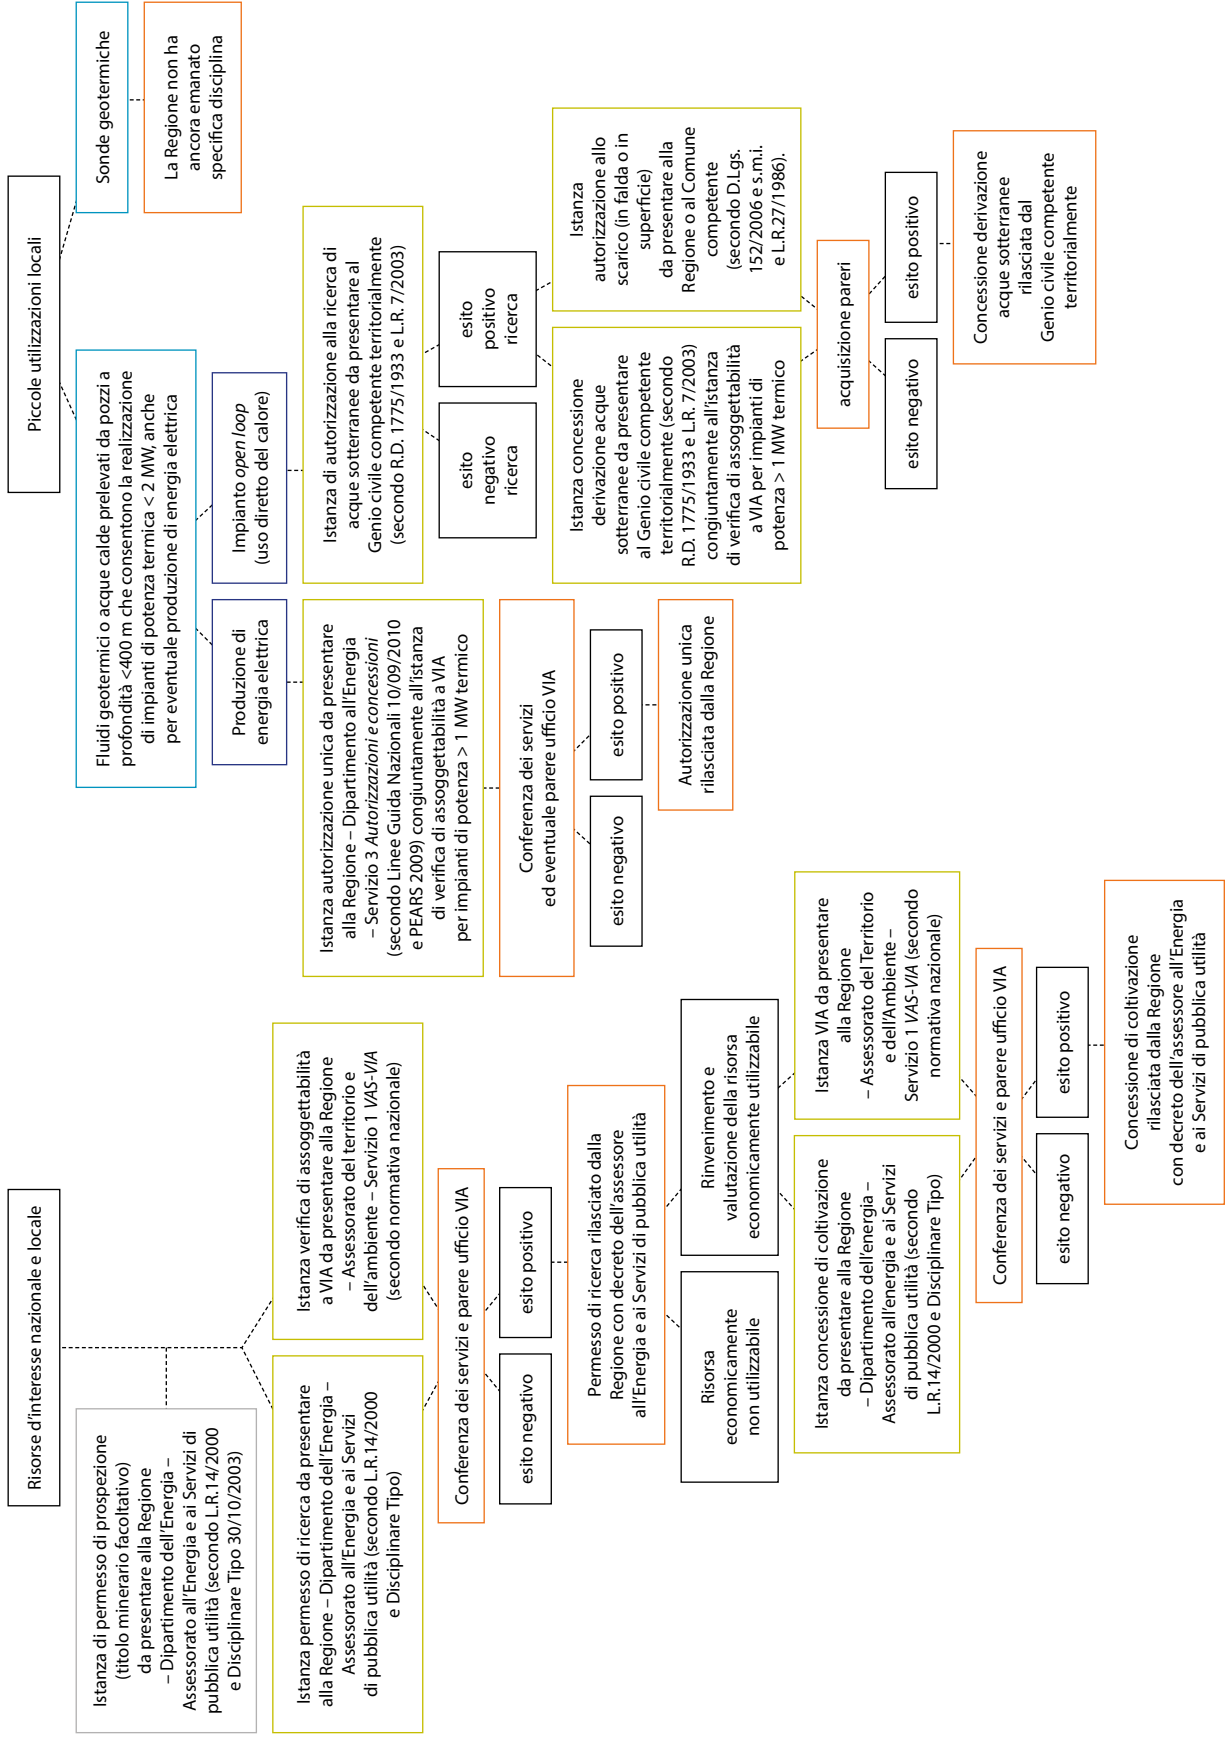 Risorse d'interesse nazionale e locale
Istanza di permesso di prospezione
(titolo minerario facoltativo)
da presentare alla Regione
– Dipartimento dell'Energia –
Assessorato all'Energia e ai Servizi di
pubblica utilità (secondo L.R.14/2000
e Disciplinare Tipo 30/10/2003)
Istanza permesso di ricerca da presentare
alla Regione – Dipartimento dell'Energia –
Assessorato all'Energia e ai Servizi
di pubblica utilità (secondo L.R.14/2000
e Disciplinare Tipo)
Istanza verifica di assoggettabilità
a VIA da presentare alla Regione
– Assessorato del territorio e
dell'ambiente – Servizio 1 VAS-VIA
(secondo normativa nazionale)
Conferenza dei servizi e parere ufficio VIA
esito negativo
esito positivo
Permesso di ricerca rilasciato dalla
Regione con decreto dell'assessore
all'Energia e ai Servizi di pubblica utilità
Risorsa
economicamente
non utilizzabile
Rinvenimento e
valutazione della risorsa
economicamente utilizzabile
Istanza concessione di coltivazione
da presentare alla Regione
– Dipartimento dell'energia –
Assessorato all'energia e ai Servizi
di pubblica utilità (secondo
L.R.14/2000 e Disciplinare Tipo)
Istanza VIA da presentare
alla Regione
– Assessorato del Territorio
e dell'Ambiente –
Servizio 1 VAS-VIA (secondo
normativa nazionale)
Conferenza dei servizi e parere ufficio VIA
esito negativo
esito positivo
Concessione di coltivazione
rilasciata dalla Regione
con decreto dell'assessore all'Energia
e ai Servizi di pubblica utilità
Piccole utilizzazioni locali
Fluidi geotermici o acque calde prelevati da pozzi a
profondità <400 m che consentono la realizzazione
di impianti di potenza termica < 2 MW, anche
per eventuale produzione di energia elettrica
Sonde geotermiche
La Regione non ha
ancora emanato
specifica disciplina
Produzione di
energia elettrica
Impianto open loop
(uso diretto del calore)
Istanza autorizzazione unica da presentare
alla Regione – Dipartimento all'Energia
– Servizio 3 Autorizzazioni e concessioni
(secondo Linee Guida Nazionali 10/09/2010
e PEARS 2009) congiuntamente all'istanza
di verifica di assoggettabilità a VIA
per impianti di potenza > 1 MW termico
Conferenza dei servizi
ed eventuale parere ufficio VIA
esito negativo
esito positivo
Autorizzazione unica
rilasciata dalla Regione
Istanza di autorizzazione alla ricerca di
acque sotterranee da presentare al
Genio civile competente territorialmente
(secondo R.D. 1775/1933 e L.R. 7/2003)
esito
negativo
ricerca
esito
positivo
ricerca
Istanza concessione
derivazione acque
sotterranee da presentare
al Genio civile competente
territorialmente (secondo
R.D. 1775/1933 e L.R. 7/2003)
congiuntamente all'istanza
di verifica di assoggettabilità
a VIA per impianti di
potenza > 1 MW termico
Istanza
autorizzazione allo
scarico (in falda o in
superficie)
da presentare alla
Regione o al Comune
competente
(secondo D.Lgs.
152/2006 e s.m.i.
e L.R.27/1986).
acquisizione pareri
esito negativo
esito positivo
Concessione derivazione
acque sotterranee
rilasciata dal
Genio civile competente
territorialmente